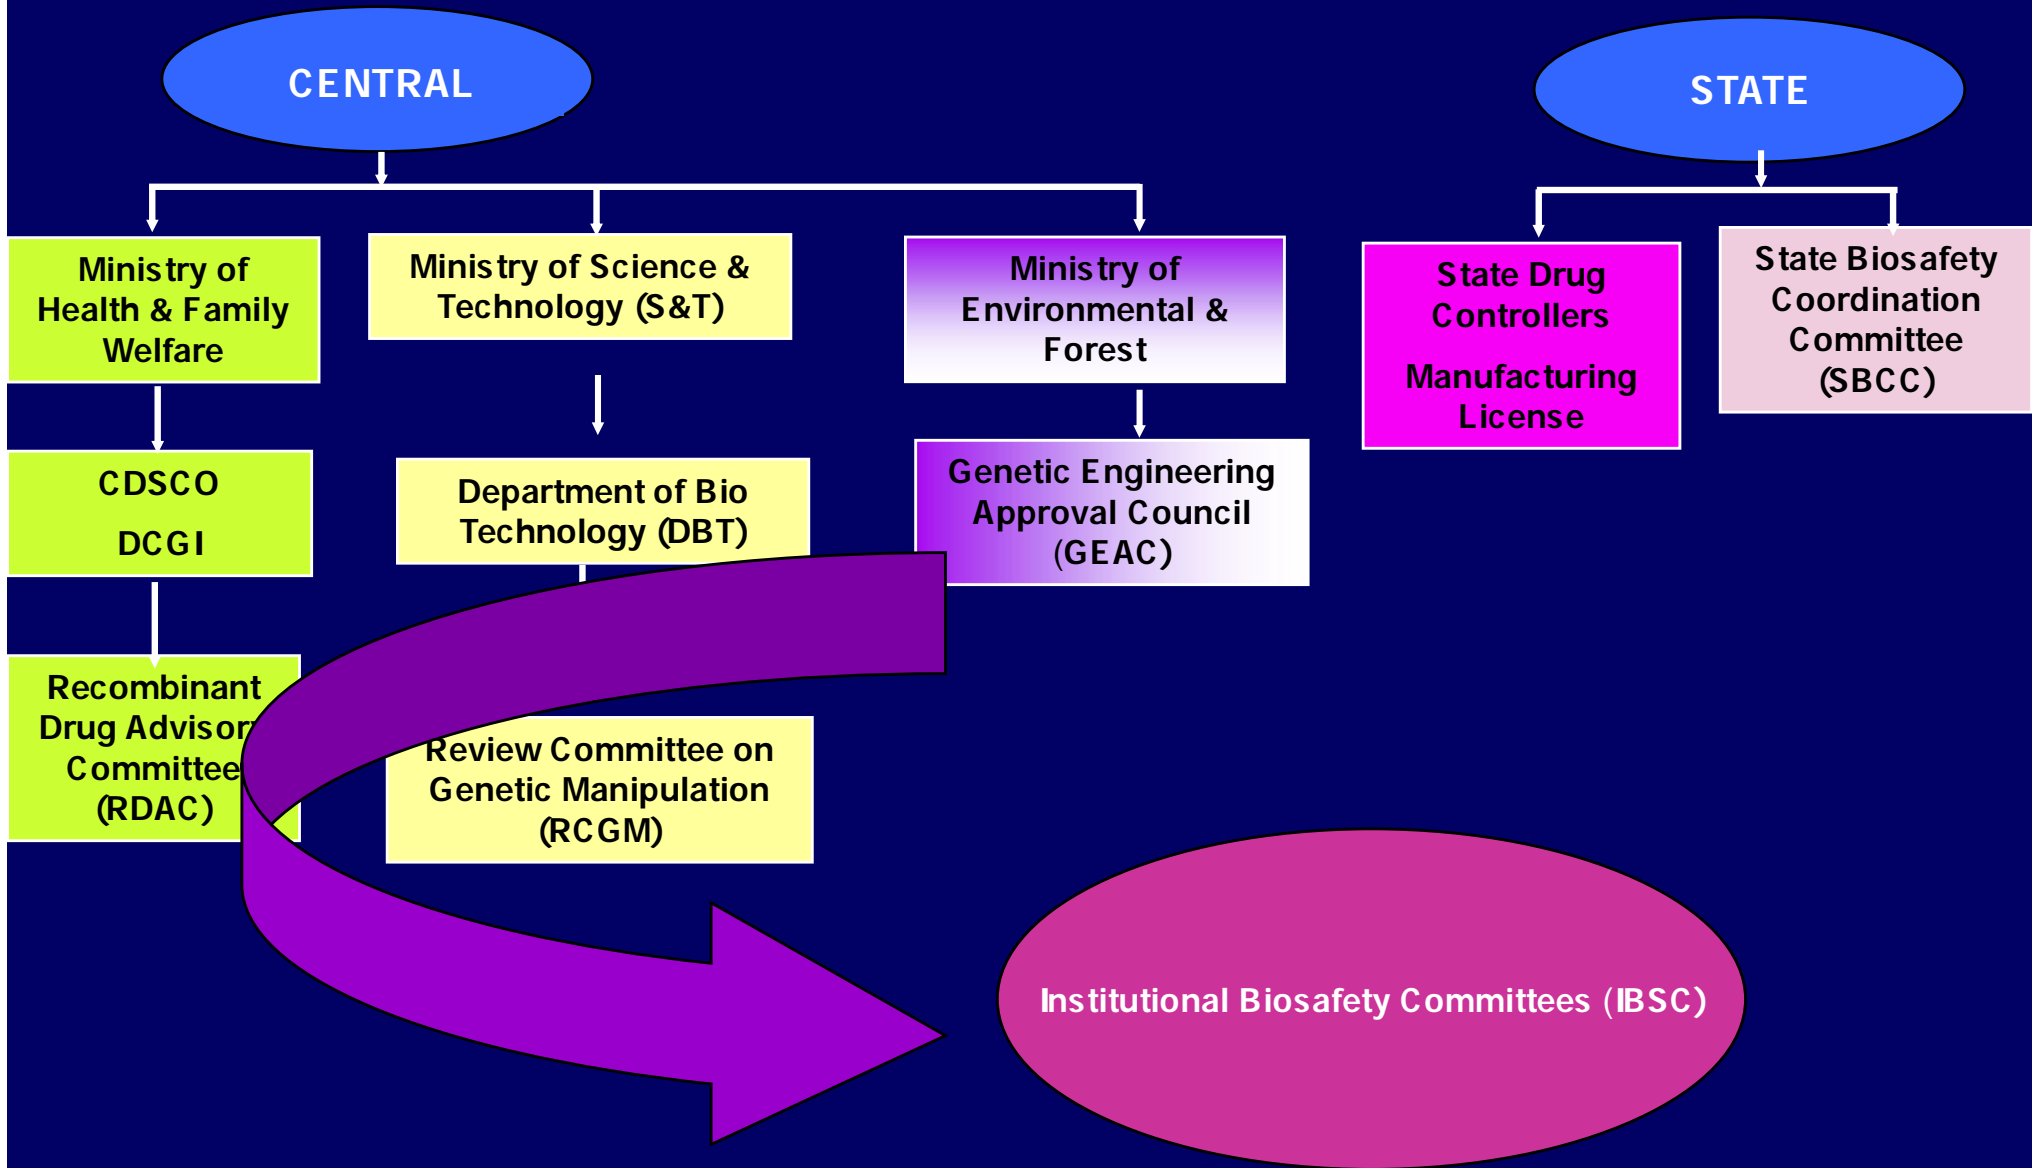 CENTRAL
STATE
Ministry of
Health & Family
Welfare
Ministry of Science &
Technology (S&T)
Ministry of
Environmental &
Forest
State Drug
Controllers
Manufacturing
License
State Biosafety
Coordination
Committee
(SBCC)
CDSCO
DCGI
Department of Bio
Technology (DBT)
Genetic Engineering
Approval Council
(GEAC)
Recombinant
Drug Advisory
Committee
(RDAC)
Review Committee on
Genetic Manipulation
(RCGM)
Institutional Biosafety Committees (IBSC)